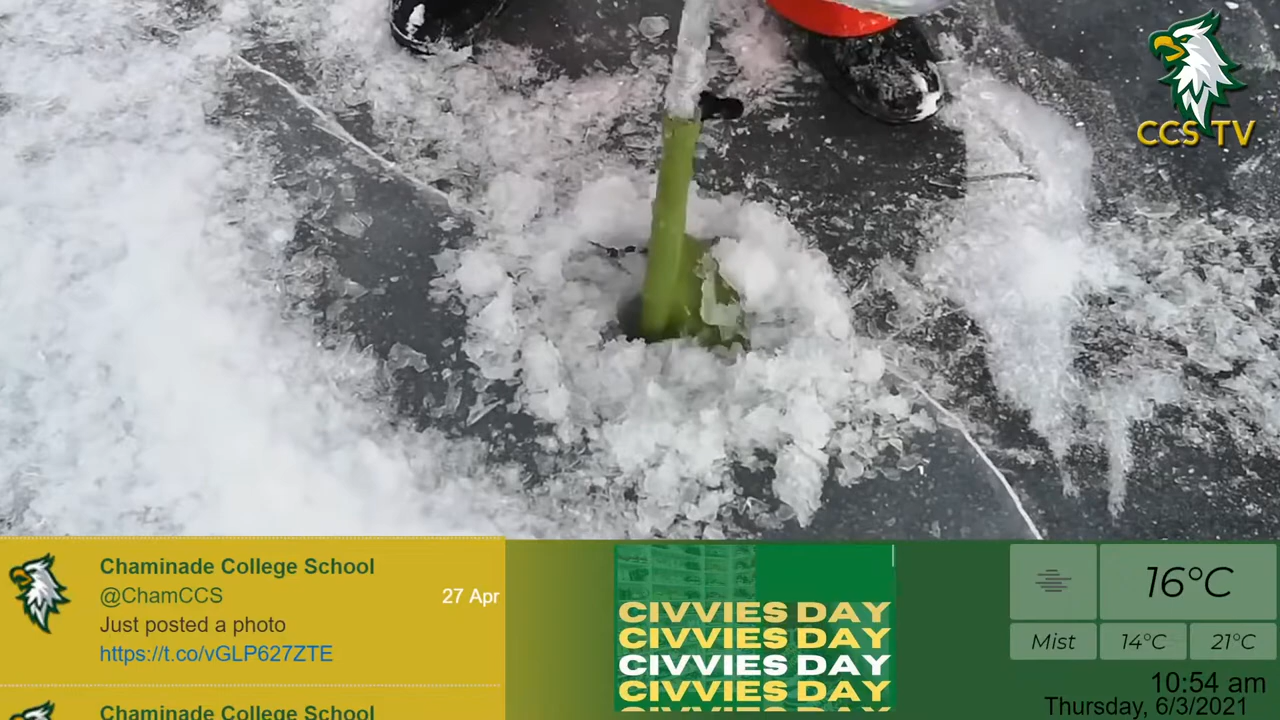 CCS TV
Chaminade College School
@ChamCCS
27 Apr
Just posted a photo
https://t.co/vGLP627ZTE
Chaminade College School
CIVVIES DAY
CIVVIES DAY
CIVVIES DAY
CIVVIES DAY
16°C
Mist
14°C
21°C
10:54 am
Thursday, 6/3/2021